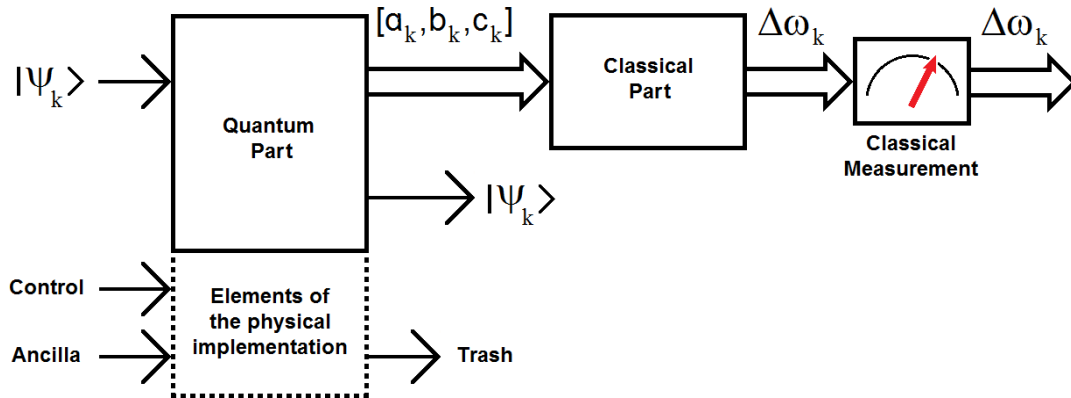 [aₖ,bₖ,cₖ]
Δωₖ
Δωₖ
|Ψₖ>
Quantum
Part
Classical
Part
Classical
Measurement
|Ψₖ>
Control
Ancilla
Elements of
the physical
implementation
Trash